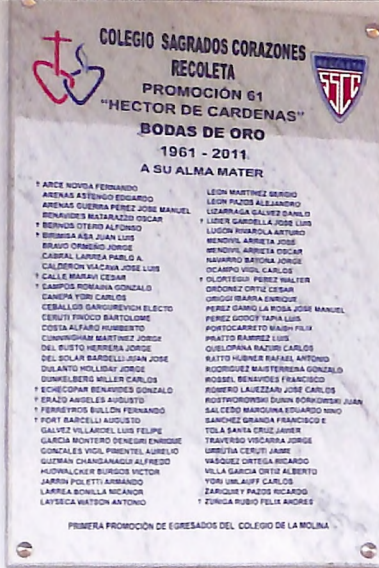 COLEGIO SAGRADOS CORAZONES
RECOLETA
PROMOCIÓN 61
"HECTOR DE CARDENAS"
BODAS DE ORO
1961 - 2011
A SU ALMA MATER
RECOLETA
SSCC
† ARCE NOVOA FERNANDO
ARENAS ASTENGO EDGARDO
ARENAS GUERRA PEREZ JOSE MANUEL
BENAVIDES MATARAZZO OSCAR
† BERNOS OTERO ALFONSO
† BIRIMISA ASA JUAN LUIS
BRAVO ORMEÑO JORGE
CABRAL LARREA PABLO A.
CALDERON VIACAVA JOSE LUIS
† CALLE MARAVI CESAR
† CAMPOS ROMAINA GONZALO
CANEPA YORI CARLOS
CEBALLOS GARGUREVICH ELECTO
CERUTI FINOCO BARTOLOME
COSTA ALFARO HUMBERTO
CUNNINGHAM MARTINEZ JORGE
DEL BUSTO HERRERA JORGE
DEL SOLAR BARDELLI JUAN JOSE
DULANTO HOLLIDAY JORGE
DUNKELBERG MILLER CARLOS
† ECHECOPAR BENAVIDES GONZALO
† ERAZO ANGELES AUGUSTO
† FERREYROS BULLON FERNANDO
† FORT BARCELLI AUGUSTO
GALVEZ VILLARDEL LUIS FELIPE
GARCIA MONTERO DENEGRI ENRIQUE
GONZALES VIGIL PIMENTEL AURELIO
GUZMAN CHANGANAQUI ALFREDO
HUDWALCKER BURGOS VICTOR
JARRIN POLETTI ARMANDO
LARREA BONILLA NICANOR
LAYSECA WATSON ANTONIO
LEON MARTINEZ SERGIO
LEON PAZOS ALEJANDRO
LIZARRAGA GALVEZ DANILO
† LIDER GARDELLA JOSE LUIS
LUGON RIVAROLA ARTURO
MENDIVIL ARRIETA JOSE
MENDIVIL ARRIETA OSCAR
NAVARRO BATONA JORGE
OCAMPO VIGIL CARLOS
† OLORTEGUI PEREZ WALTER
ORDOÑEZ ORTIZ CESAR
ORIGGI IBARRA ENRIQUE
PEREZ GAMIO LA ROSA JOSE MANUEL
PEREZ GODOY TAPIA LUIS
PORTOCARRETO MAISH FELIX
PRATTO RAMIREZ LUIS
QUELOPANA RAZURI CARLOS
RATTO HUBNER RAFAEL ANTONIO
RODRIGUEZ MAISTERRENA GONZALO
ROSSEL BENAVIDES FRANCISCO
ROMERO LAUEZZARI JOSE CARLOS
ROSTWOROWSKI DUNIN BORKOWSKI JUAN
SALCEDO MARQUINA EDUARDO NINO
SANCHEZ GRANDA FRANCISCO E
TOLA SANTA CRUZ JAVIER
TRAVERSO VISCARRA JORGE
URRUTIA CERUTI JAIME
VASQUEZ ORTEGA RICARDO
VILLA GARCIA ORTIZ ALBERTO
YORI UMLAUFF CARLOS
† ZARIQUIEY PAZOS RICARDO
† ZUÑIGA RUBIO FELIX ANDRES
PRIMERA PROMOCIÓN DE EGRESADOS DEL COLEGIO DE LA MOLINA